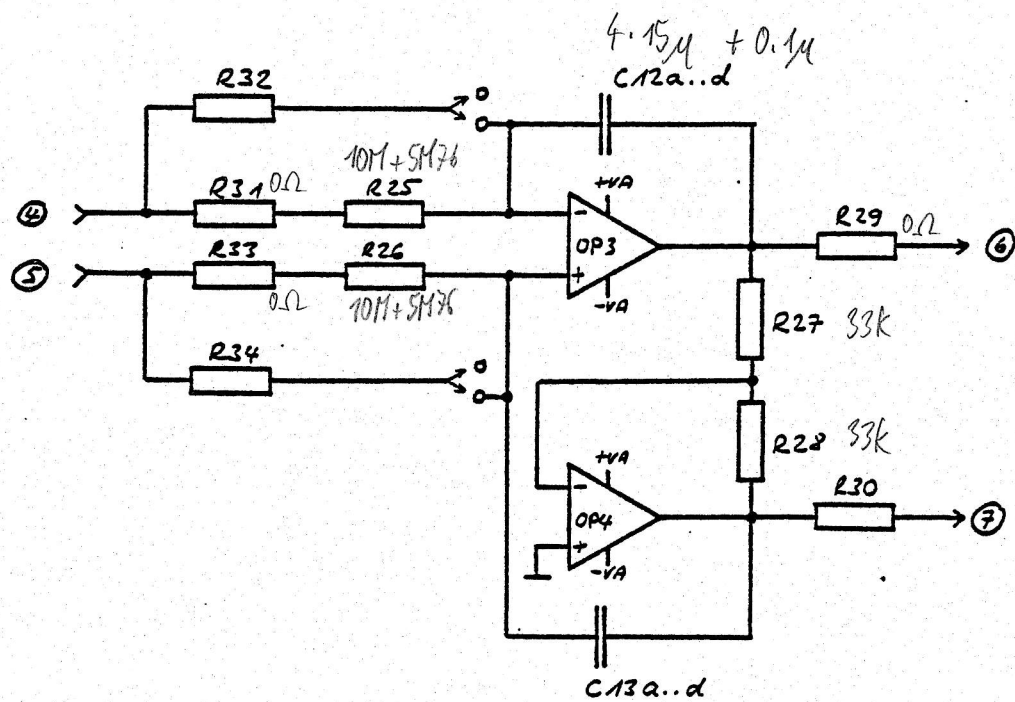 4.15µ + 0.1µ
C12a..d
R32
10M+5M76
R31 0Ω R25
④
+VA
-
OP3
+
-VA
R29 0Ω
⑥
⑤
R33 R26
0Ω 10M+5M76
R27 33k
R34
R28 33k
+VA
-
OP4
+
-VA
R30
⑦
C13a..d